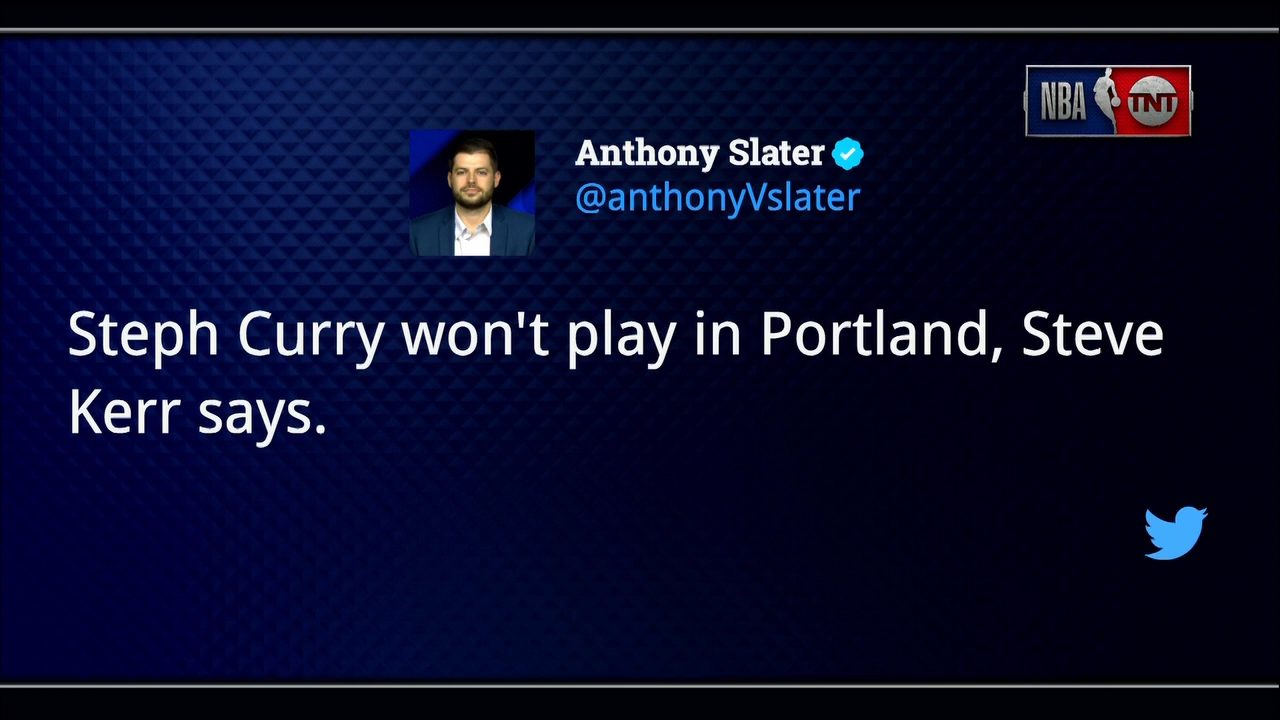 NBA TNT
Anthony Slater
@anthonyVslater
Steph Curry won't play in Portland, Steve
Kerr says.